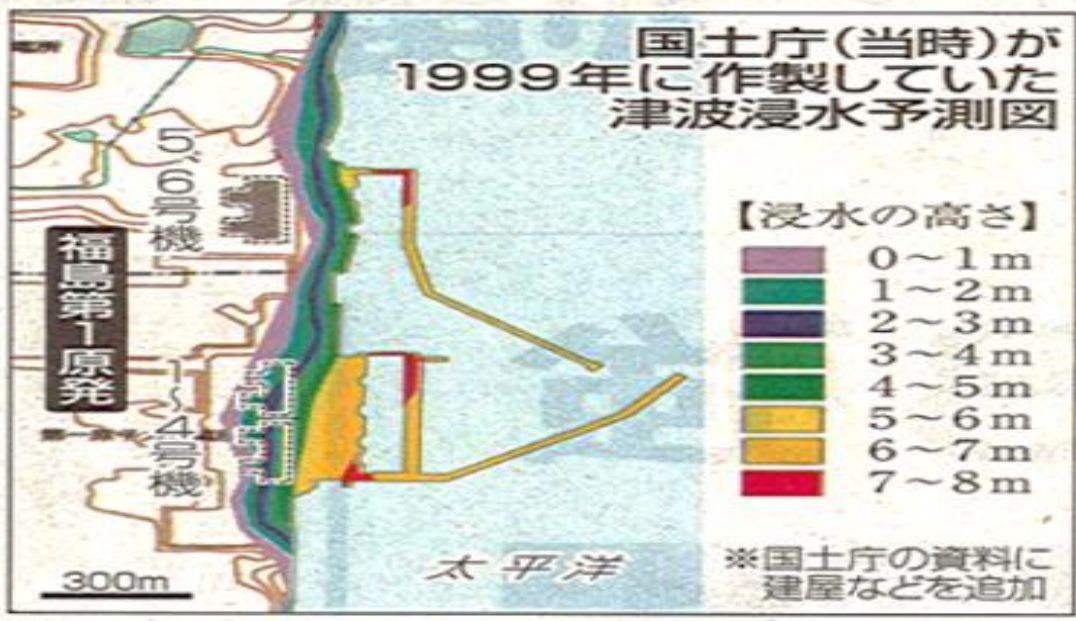 国土庁(当時)が
1999年に作製していた
津波浸水予測図
【浸水の高さ】
0～1m
1～2m
2～3m
3～4m
4～5m
5～6m
6～7m
7～8m
※国土庁の資料に
建屋などを追加
5、6号機
福島第1原発
1～4号機
太平洋
300m